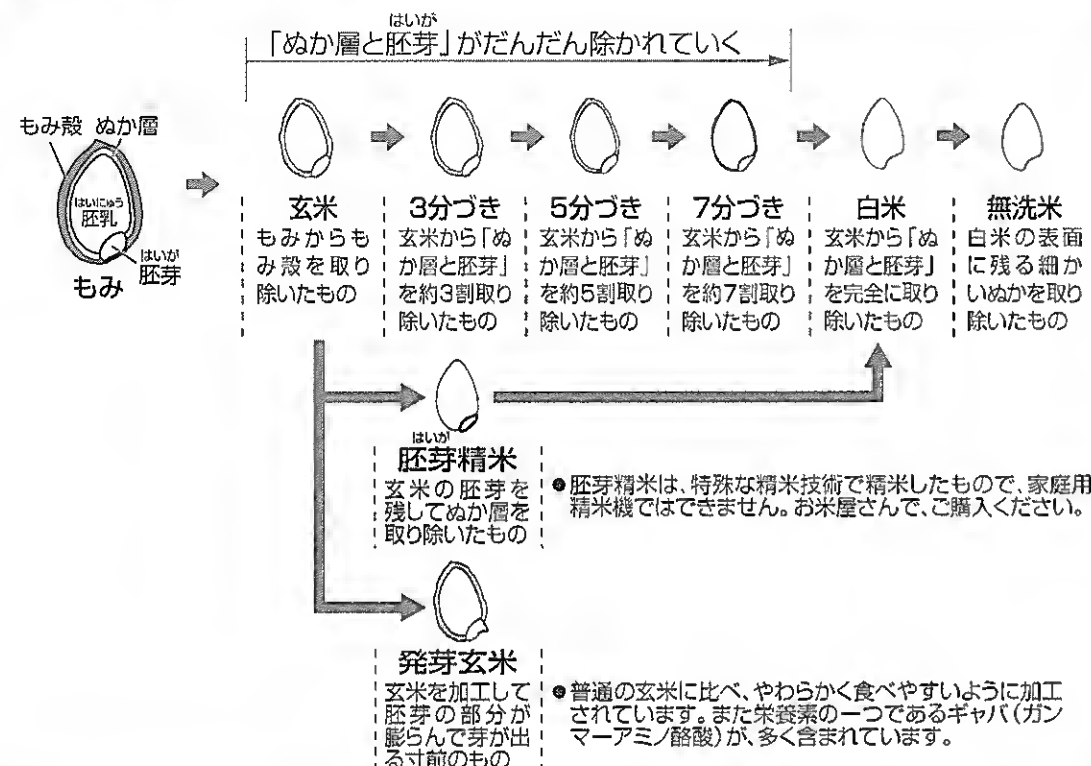 はいが
「ぬか層と胚芽」がだんだん除かれていく
もみ殻 ぬか層
はいにゅう
胚乳
はいが
胚芽
もみ
玄米
もみからも
み殻を取り
除いたもの
3分づき
玄米から「ぬ
か層と胚芽」
を約3割取り
除いたもの
5分づき
玄米から「ぬ
か層と胚芽」
を約5割取り
除いたもの
7分づき
玄米から「ぬ
か層と胚芽」
を約7割取り
除いたもの
白米
玄米から「ぬ
か層と胚芽」
を完全に取り
除いたもの
無洗米
白米の表面
に残る細か
いぬかを取り
除いたもの
はいが
胚芽精米
玄米の胚芽を
残してぬか層を
取り除いたもの
●胚芽精米は、特殊な精米技術で精米したもので、家庭用
精米機ではできません。お米屋さんで、ご購入ください。
発芽玄米
玄米を加工して
胚芽の部分が
膨らんで芽が出
る寸前のもの
●普通の玄米に比べ、やわらかく食べやすいように加工
されています。また栄養素の一つであるギャバ(ガン
マーアミノ酪酸)が、多く含まれています。